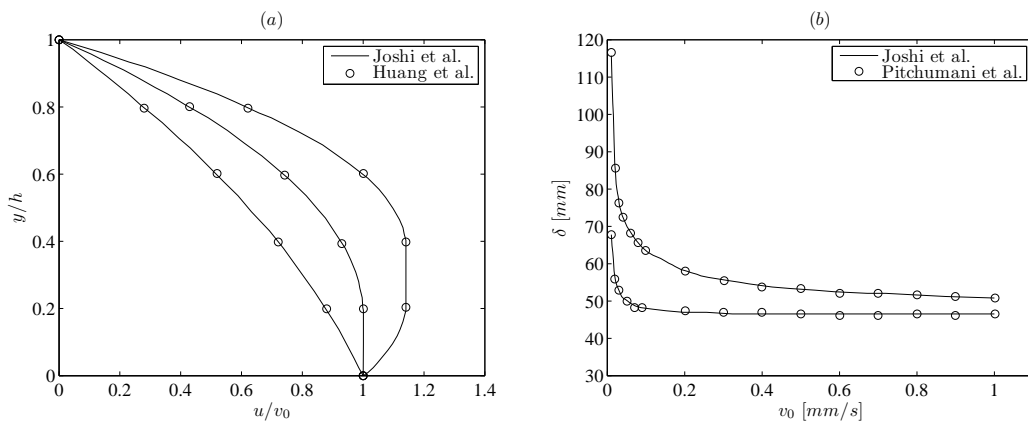 (a)
Joshi et al.
Huang et al.
1
0.8
0.6
0.4
0.2
0
y/h
0 0.2 0.4 0.6 0.8 1 1.2 1.4
u/v₀
(b)
Joshi et al.
Pitchumani et al.
120
110
100
90
80
70
60
50
40
30
δ [mm]
0 0.2 0.4 0.6 0.8 1
v₀ [mm/s]